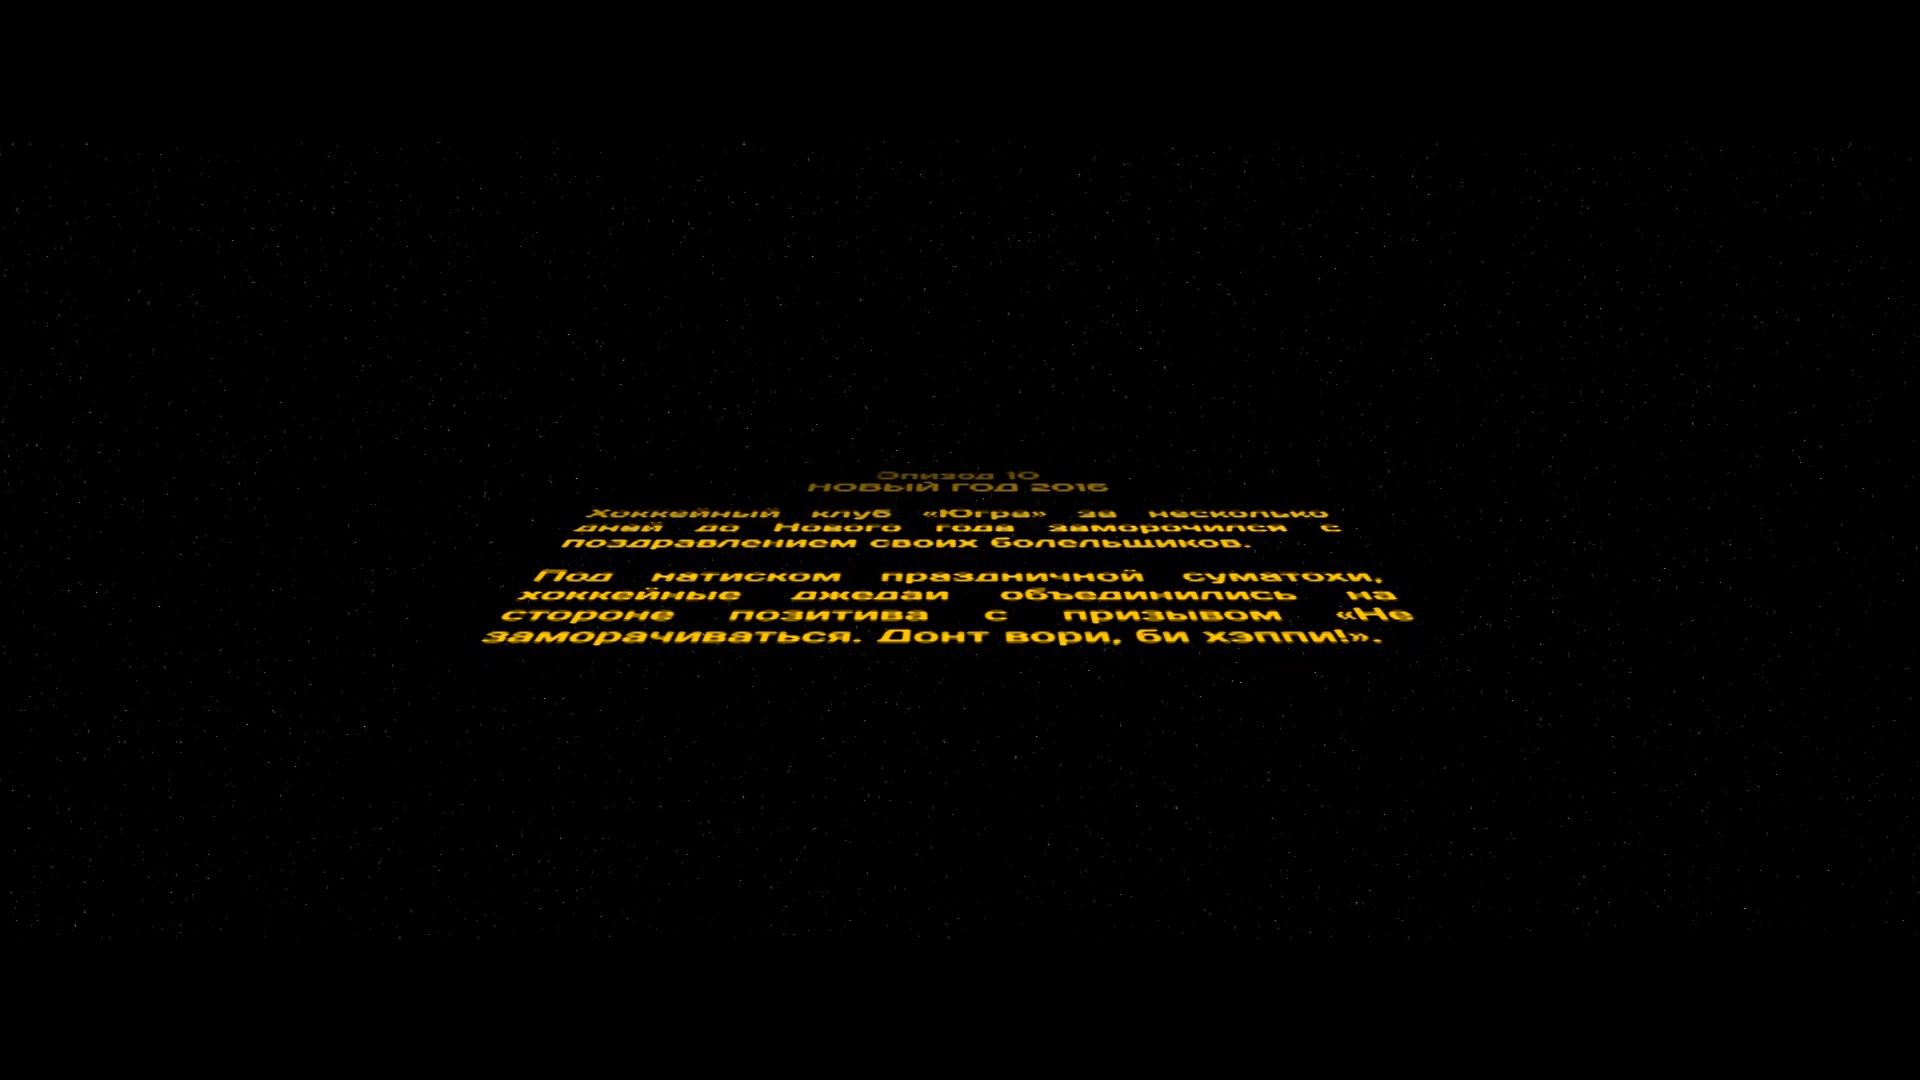 Эпизод 10
НОВЫЙ ГОД 2016
Хоккейный клуб «Югра» за несколько
дней до Нового года заморочился с
поздравлением своих болельщиков.
Под натиском праздничной суматохи,
хоккейные джедаи объединились на
стороне позитива с призывом «Не
заморачиваться. Донт вори, би хэппи!».